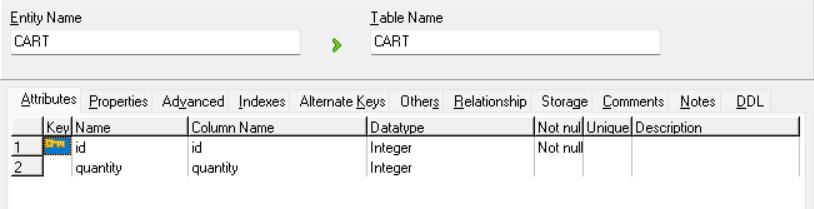 Entity Name Table Name
CART CART
Attributes Properties Advanced Indexes Alternate Keys Others Relationship Storage Comments Notes DDL
Key Name Column Name Datatype Not nul Unique Description
1 id id Integer Not null
2 quantity quantity Integer